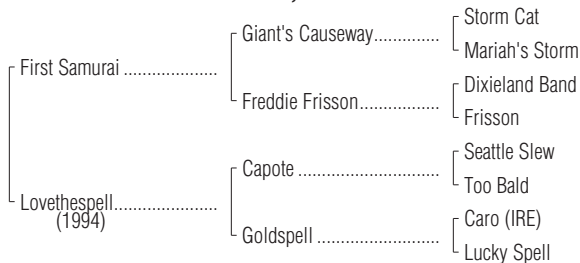 Storm Cat
Giant's Causeway..............
Mariah's Storm
First Samurai ....................
Dixieland Band
Freddie Frisson.................
Frisson
Seattle Slew
Capote ..............................
Too Bald
Lovethespell......................
(1994)
Caro (IRE)
Goldspell ..........................
Lucky Spell